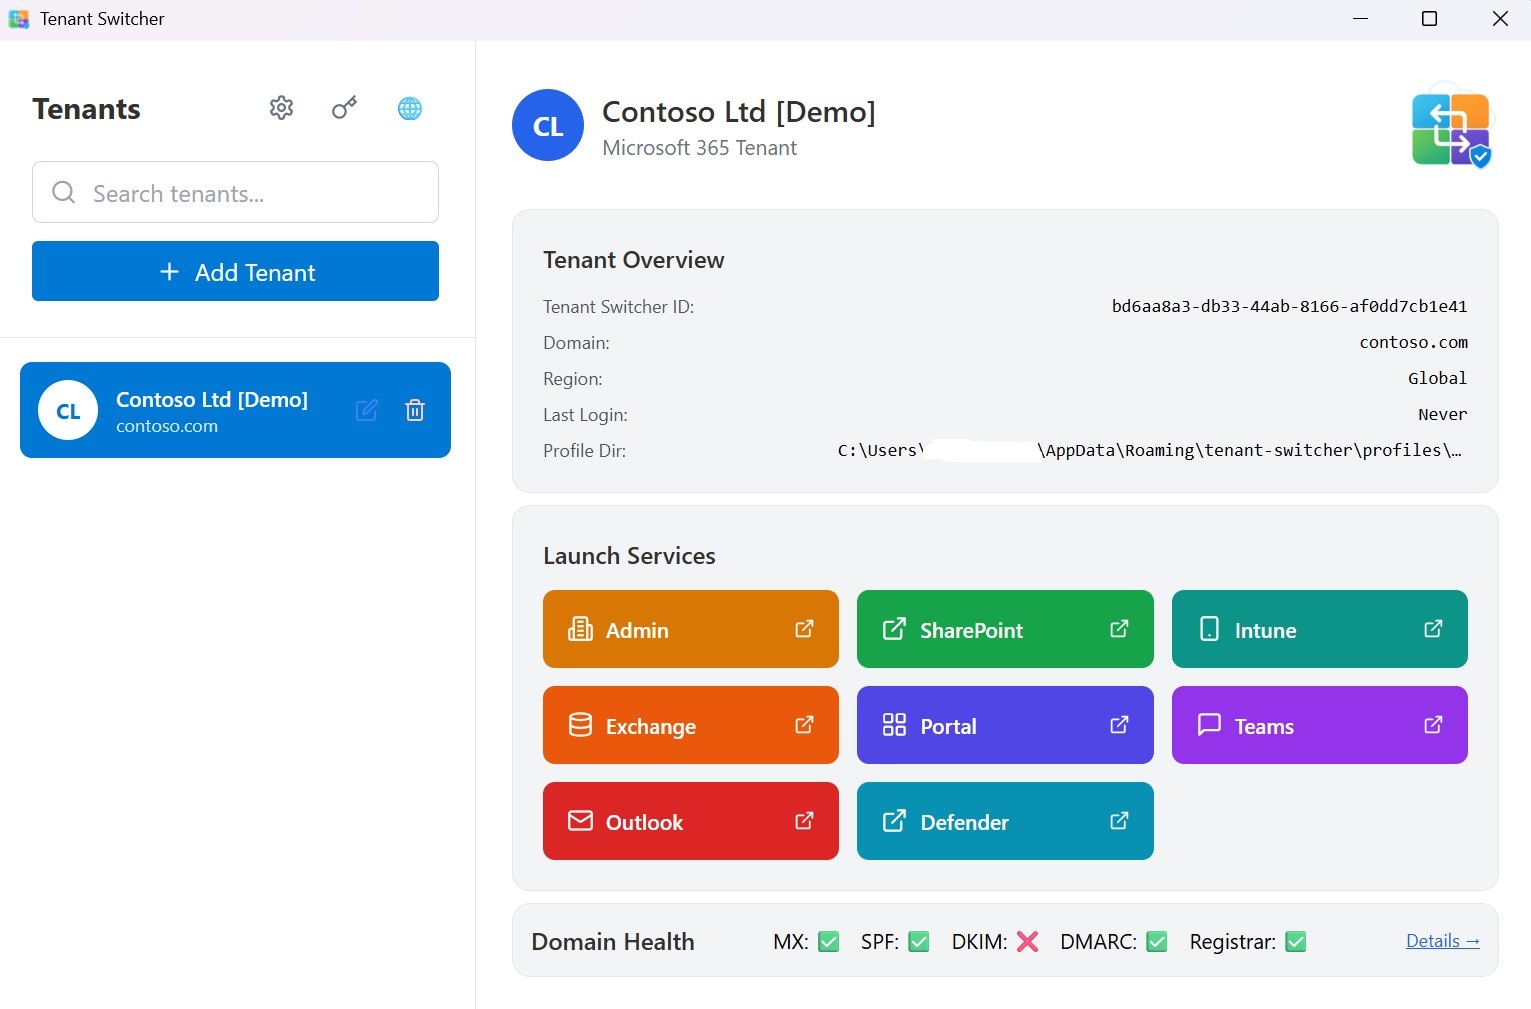 Tenant Switcher
Tenants
Search tenants...
+ Add Tenant
CL
Contoso Ltd [Demo]
contoso.com
CL
Contoso Ltd [Demo]
Microsoft 365 Tenant
Tenant Overview
Tenant Switcher ID: bd6aa8a3-db33-44ab-8166-af0dd7cb1e41
Domain: contoso.com
Region: Global
Last Login: Never
Profile Dir: C:\Users\ \AppData\Roaming\tenant-switcher\profiles\…
Launch Services
Admin SharePoint Intune
Exchange Portal Teams
Outlook Defender
Domain Health MX: ✅ SPF: ✅ DKIM: ❌ DMARC: ✅ Registrar: ✅ Details →